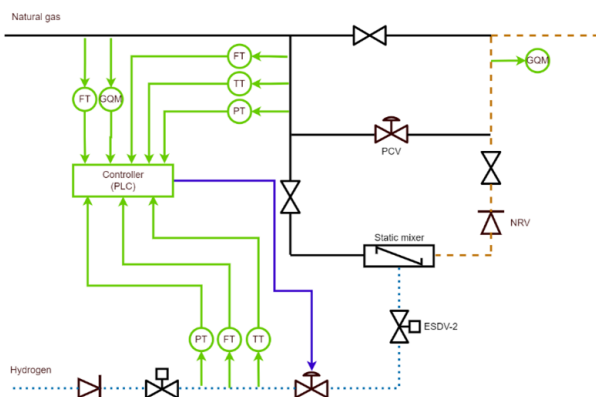 Natural gas
FT
TT
PT
GQM
FT
GQM
PCV
Controller
(PLC)
NRV
Static mixer
ESDV-2
PT
FT
TT
Hydrogen